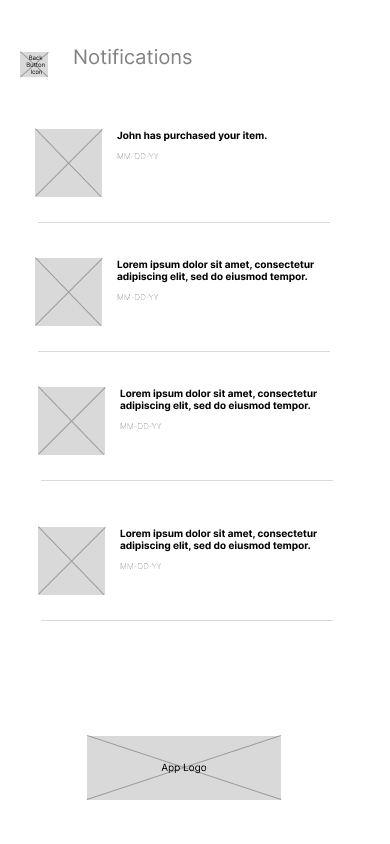 Back
Button
Icon
Notifications
John has purchased your item.
MM-DD-YY
Lorem ipsum dolor sit amet, consectetur
adipiscing elit, sed do eiusmod tempor.
MM-DD-YY
Lorem ipsum dolor sit amet, consectetur
adipiscing elit, sed do eiusmod tempor.
MM-DD-YY
Lorem ipsum dolor sit amet, consectetur
adipiscing elit, sed do eiusmod tempor.
MM-DD-YY
App Logo